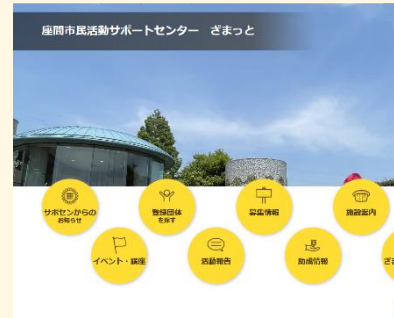 座間市民活動サポートセンター ざまっと
サポセンからの
お知らせ
登録団体
を探す
募集情報
施設案内
イベント・講座
活動報告
助成情報